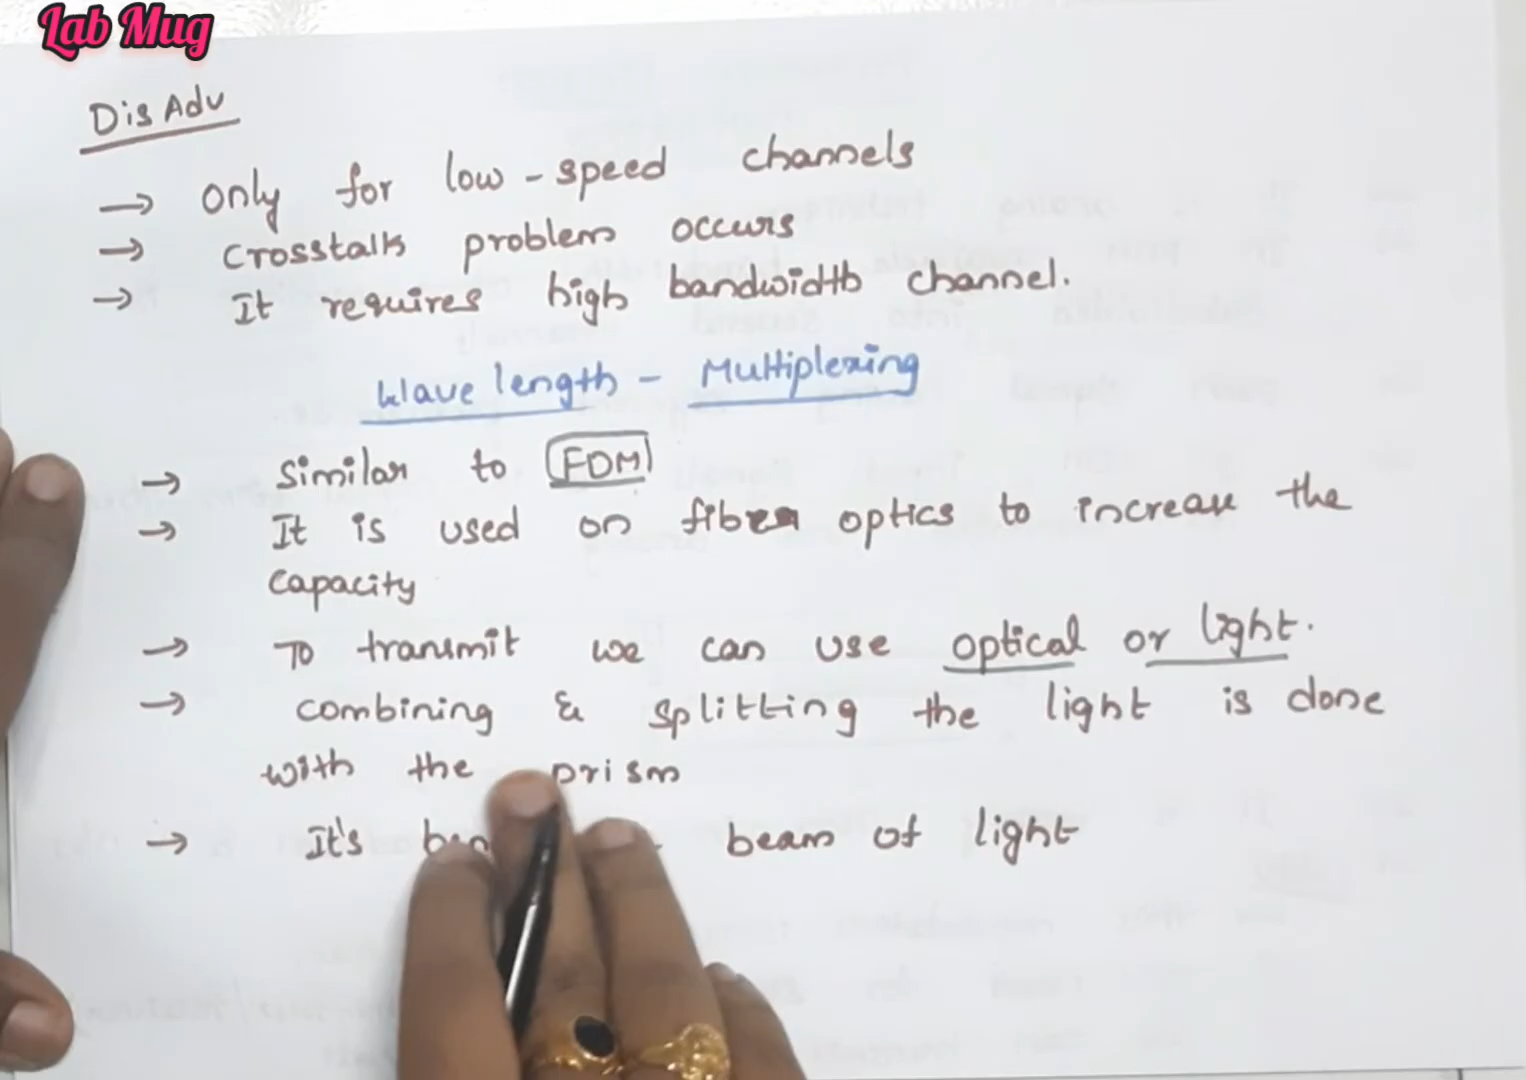 Lab Mug
Dis Adv
→ only for low-speed channels
→ crosstalk problem occurs
→ It requires high bandwidth channel.
Wave length - Multiplexing
→ Similar to FDM
→ It is used on fiber optics to increase the
capacity
→ To transmit we can use optical or light.
→ combining & splitting the light is done
with the prism
→ It's beam of light